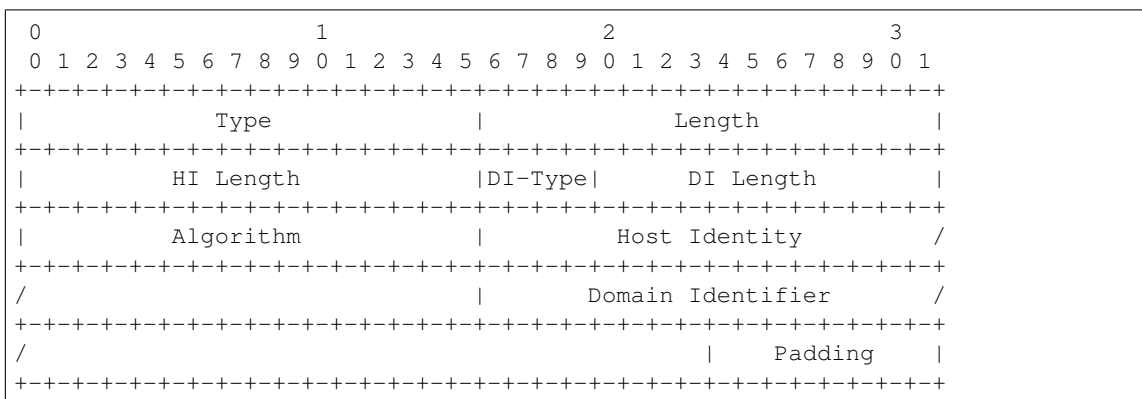 0                   1                   2                   3
 0 1 2 3 4 5 6 7 8 9 0 1 2 3 4 5 6 7 8 9 0 1 2 3 4 5 6 7 8 9 0 1
+-+-+-+-+-+-+-+-+-+-+-+-+-+-+-+-+-+-+-+-+-+-+-+-+-+-+-+-+-+-+-+-+
|             Type              |             Length            |
+-+-+-+-+-+-+-+-+-+-+-+-+-+-+-+-+-+-+-+-+-+-+-+-+-+-+-+-+-+-+-+-+
|          HI Length            |DI-Type|      DI Length        |
+-+-+-+-+-+-+-+-+-+-+-+-+-+-+-+-+-+-+-+-+-+-+-+-+-+-+-+-+-+-+-+-+
|          Algorithm            |         Host Identity         /
+-+-+-+-+-+-+-+-+-+-+-+-+-+-+-+-+-+-+-+-+-+-+-+-+-+-+-+-+-+-+-+-+
/                               |       Domain Identifier       /
+-+-+-+-+-+-+-+-+-+-+-+-+-+-+-+-+-+-+-+-+-+-+-+-+-+-+-+-+-+-+-+-+
/                                               |    Padding    |
+-+-+-+-+-+-+-+-+-+-+-+-+-+-+-+-+-+-+-+-+-+-+-+-+-+-+-+-+-+-+-+-+